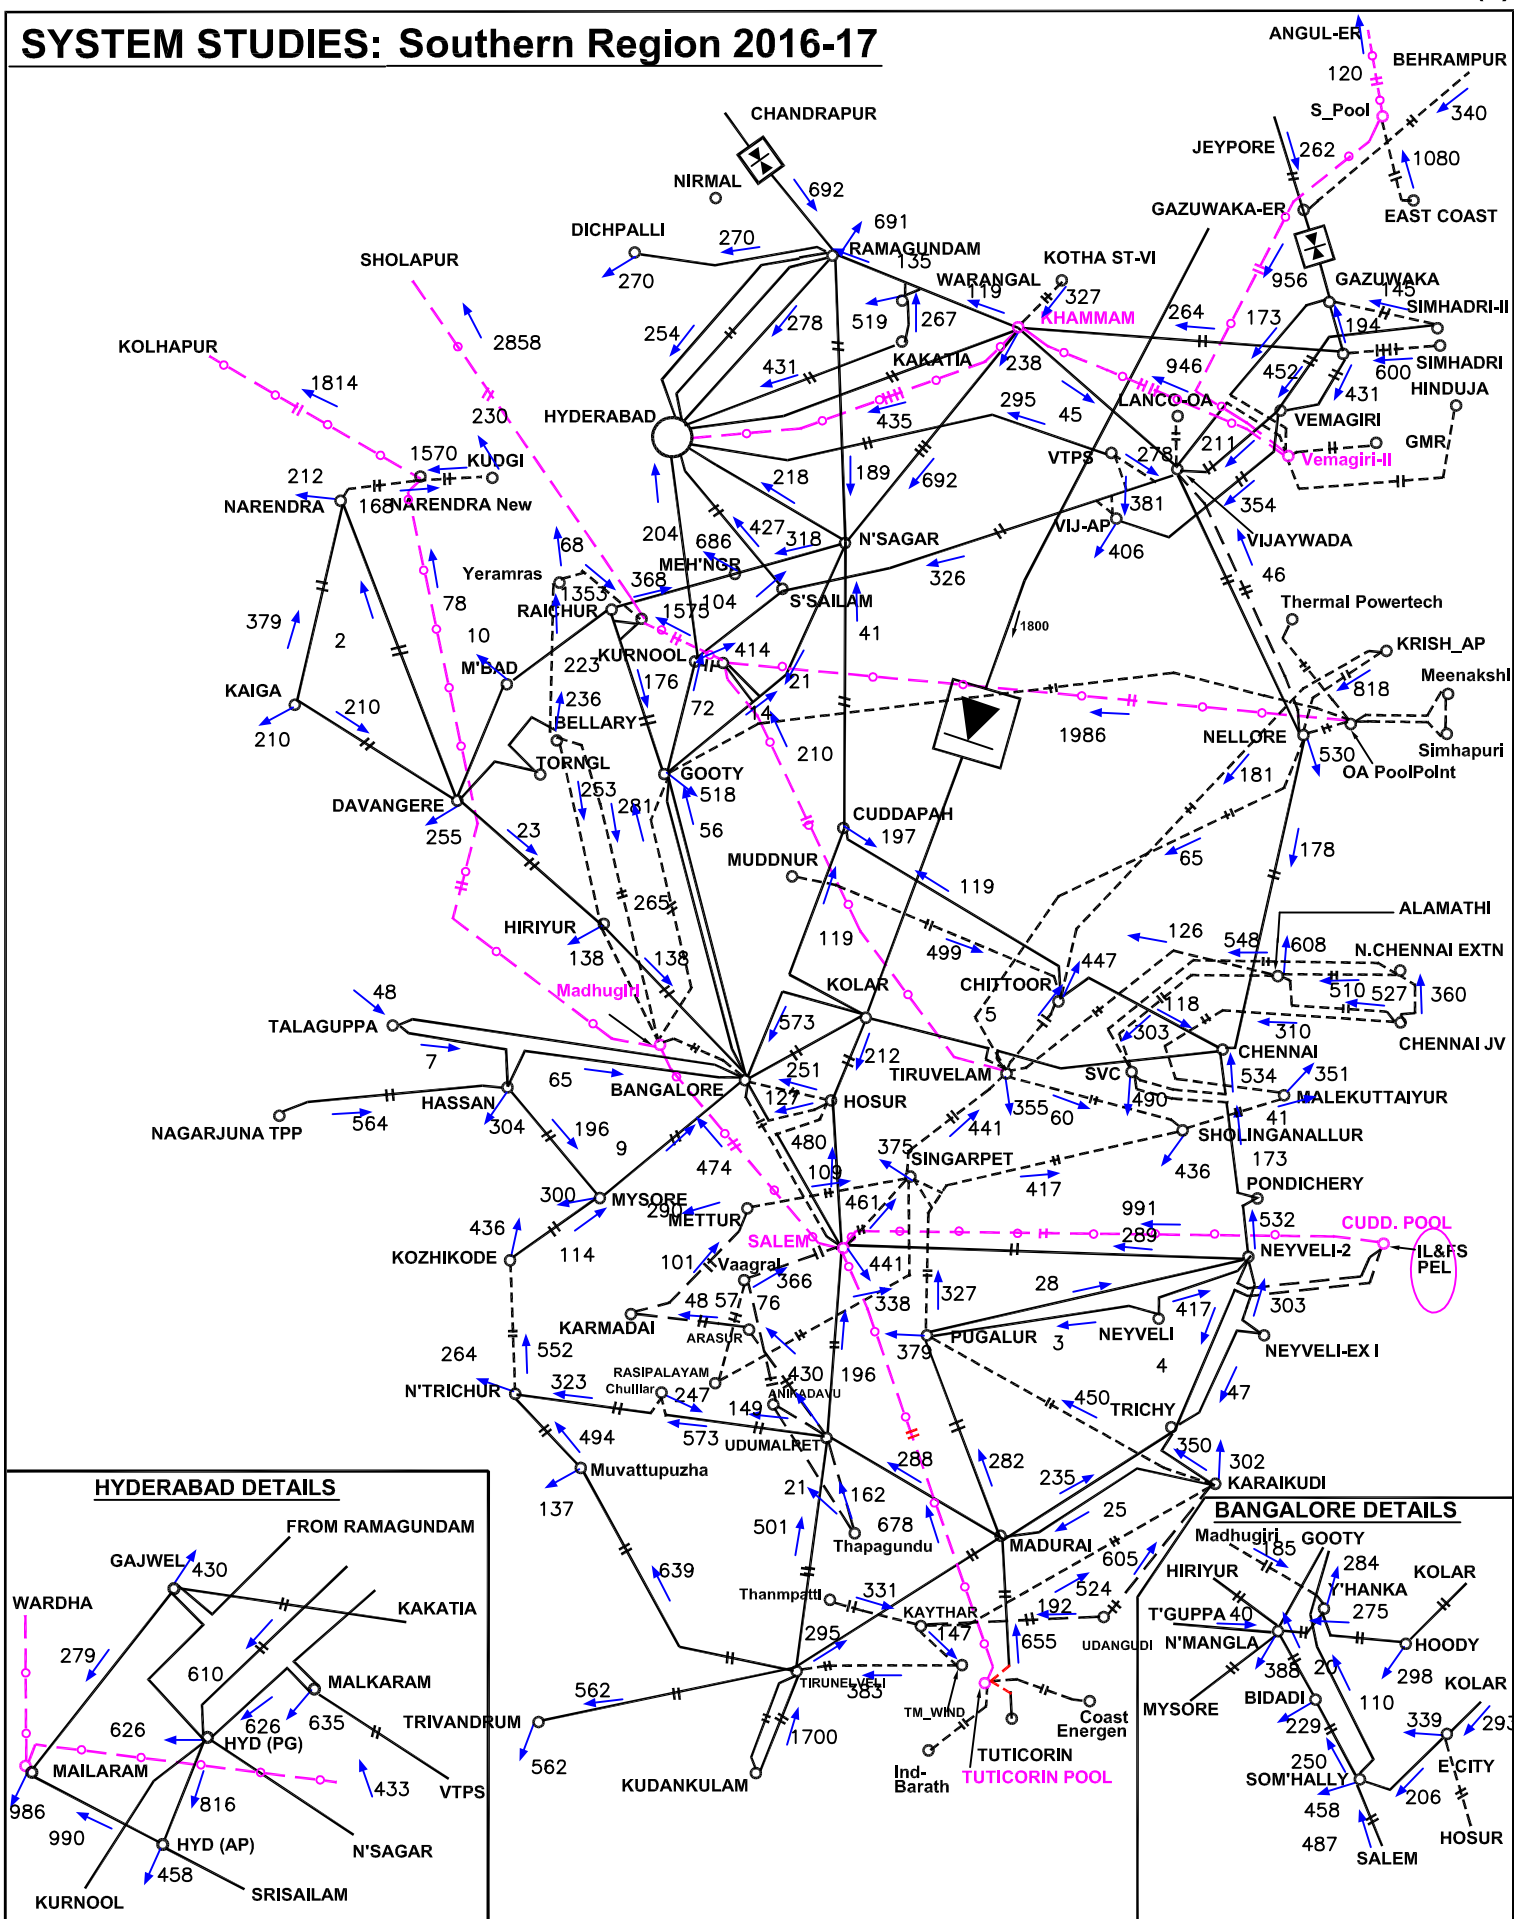 SYSTEM STUDIES: Southern Region 2016-17
ANGUL-ER
120
BEHRAMPUR
S_Pool
340
CHANDRAPUR
JEYPORE
262
1080
NIRMAL
692
GAZUWAKA-ER
EAST COAST
DICHPALLI
270
691
RAMAGUNDAM
135
270
SHOLAPUR
WARANGAL
KOTHA ST-VI
956
GAZUWAKA
145
SIMHADRI-II
119
327
264
173
194
KHAMMAM
254
278
519
267
SIMHADRI
KOLHAPUR
2858
KAKATIA
238
946
452
600
431
HINDUJA
1814
431
LANCO-OA
VEMAGIRI
230
HYDERABAD
435
295
45
GMR
1570
KUDGI
VTPS
278
211
Vemagiri-II
212
218
189
692
NARENDRA
168
NARENDRA New
381
354
204
427
VIJ-AP
68
686
318
N'SAGAR
406
VIJAYWADA
MEH'NGR
326
46
Yeramras
368
1353
RAICHUR
104
S'SAILAM
Thermal Powertech
1575
379
78
41
1800
2
10
KURNOOL
414
KRISH_AP
M'BAD
223
176
21
818
Meenakshi
KAIGA
236
72
210
14
BELLARY
1986
NELLORE
210
210
Simhapuri
530
TORNGL
GOOTY
181
OA PoolPoint
253
281
518
DAVANGERE
CUDDAPAH
255
23
56
197
MUDDNUR
65
178
119
HIRIYUR
265
126
ALAMATHI
138
138
119
499
548
608
N.CHENNAI EXTN
Madhugiri
KOLAR
CHITTOOR
447
48
118
510
527
360
TALAGUPPA
573
5
303
310
CHENNAI JV
7
212
CHENNAI
65
BANGALORE
251
TIRUVELAM
SVC
534
351
HASSAN
127
HOSUR
355
60
490
MALEKUTTAIYUR
NAGARJUNA TPP
564
304
196
9
480
441
41
SHOLINGANALLUR
474
375
SINGARPET
436
173
109
417
300
MYSORE
290
METTUR
461
991
PONDICHERY
436
SALEM
289
532
CUDD. POOL
KOZHIKODE
114
101
Vaagrai
366
441
NEYVELI-2
IL&FS
PEL
48
57
76
338
327
28
417
303
KARMADAI
ARASUR
379
PUGALUR
3
NEYVELI
NEYVELI-EX I
264
552
RASIPALAYAM
430
196
4
N'TRICHUR
323
Chulliar
247
ANIKADAVU
149
450
47
TRICHY
494
573
UDUMALPET
350
302
Muvattupuzha
288
282
235
KARAIKUDI
137
21
162
501
678
25
Thapagundu
MADURAI
605
639
Thanmpatti
331
524
KAYTHAR
192
147
UDANGUDI
295
655
TIRUNELVELI
383
562
TM_WIND
TRIVANDRUM
1700
Coast
Energen
562
KUDANKULAM
Ind-
Barath
TUTICORIN
TUTICORIN POOL
HYDERABAD DETAILS
FROM RAMAGUNDAM
GAJWEL
430
WARDHA
KAKATIA
279
610
MALKARAM
626
626
635
HYD (PG)
MAILARAM
VTPS
433
986
816
990
HYD (AP)
N'SAGAR
458
KURNOOL
SRISAILAM
BANGALORE DETAILS
Madhugiri
185
GOOTY
HIRIYUR
284
KOLAR
Y'HANKA
T'GUPPA
40
275
N'MANGLA
HOODY
388
20
298
KOLAR
MYSORE
BIDADI
110
229
339
293
250
E'CITY
SOM'HALLY
206
458
487
HOSUR
SALEM